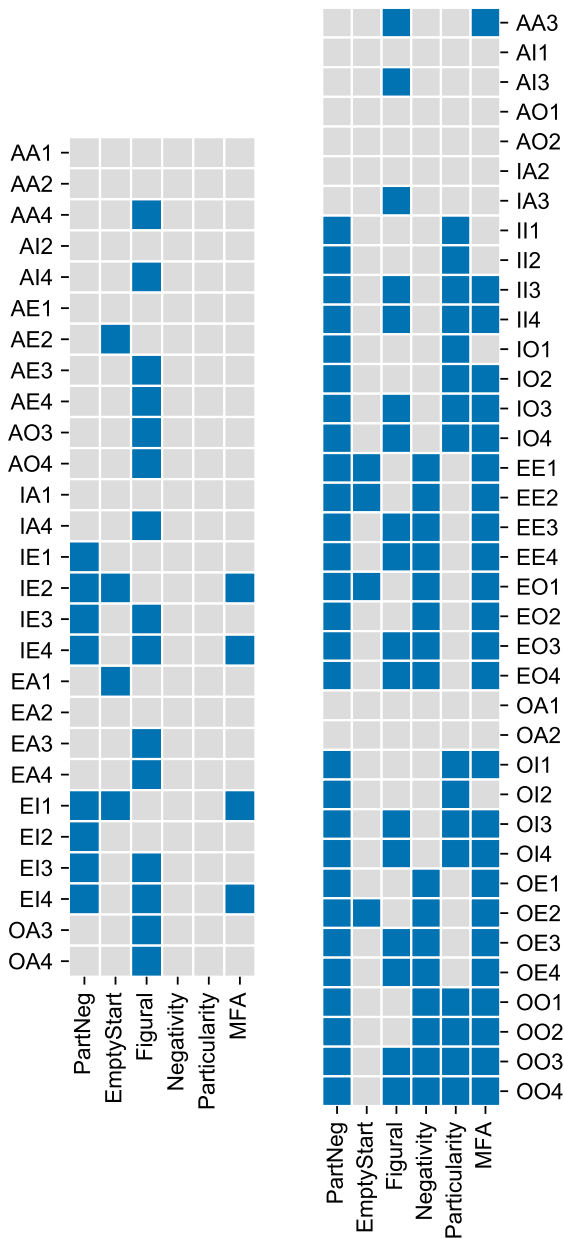 AA1
AA2
AA4
AI2
AI4
AE1
AE2
AE3
AE4
AO3
AO4
IA1
IA4
IE1
IE2
IE3
IE4
EA1
EA2
EA3
EA4
EI1
EI2
EI3
EI4
OA3
OA4
PartNeg
EmptyStart
Figural
Negativity
Particularity
MFA
AA3
AI1
AI3
AO1
AO2
IA2
IA3
II1
II2
II3
II4
IO1
IO2
IO3
IO4
EE1
EE2
EE3
EE4
EO1
EO2
EO3
EO4
OA1
OA2
OI1
OI2
OI3
OI4
OE1
OE2
OE3
OE4
OO1
OO2
OO3
OO4
PartNeg
EmptyStart
Figural
Negativity
Particularity
MFA